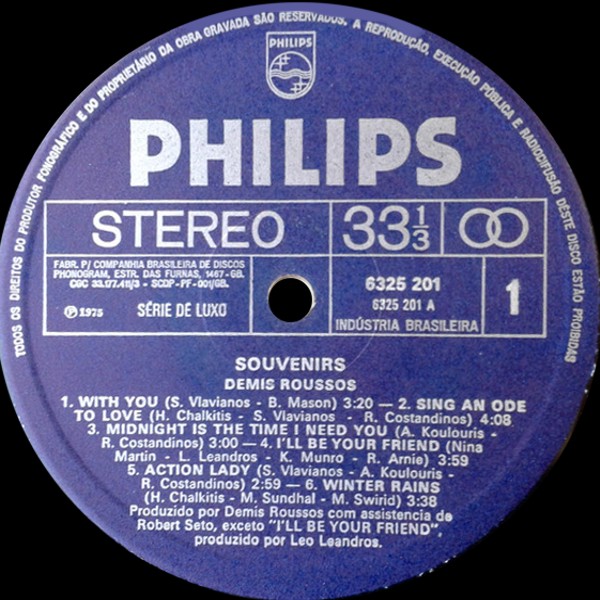 TODOS OS DIREITOS DO PRODUTOR FONOGRÁFICO E DO PROPRIETÁRIO DA OBRA GRAVADA SÃO RESERVADOS. A REPRODUÇÃO, EXECUÇÃO PÚBLICA E RADIODIFUSÃO DÊSTE DISCO ESTÃO PROIBIDAS
PHILIPS
PHILIPS
STEREO 33 1/3
FABR. P/ COMPANHIA BRASILEIRA DE DISCOS
PHONOGRAM, ESTR. DAS FURNAS, 1467-GB.
CGC 33.177.411/3 - SCDP-PF-001/GB.
℗ 1975 SÉRIE DE LUXO
6325 201
6325 201 A
INDÚSTRIA BRASILEIRA
1
SOUVENIRS
DEMIS ROUSSOS
1. WITH YOU (S. Vlavianos - B. Mason) 3:20 — 2. SING AN ODE
TO LOVE (H. Chalkitis - S. Vlavianos - R. Costandinos) 4:08
3. MIDNIGHT IS THE TIME I NEED YOU (A. Koulouris -
R. Costandinos) 3:00 — 4. I'LL BE YOUR FRIEND (Nina
Martin - L. Leandros - K. Munro - R. Arnie) 3:59
5. ACTION LADY (S. Vlavianos - A. Koulouris -
R. Costandinos) 2:59 — 6. WINTER RAINS
(H. Chalkitis - M. Sundhal - M. Swirid) 3:38
Produzido por Demis Roussos com assistencia de
Robert Seto, exceto "I'LL BE YOUR FRIEND",
produzido por Leo Leandros.